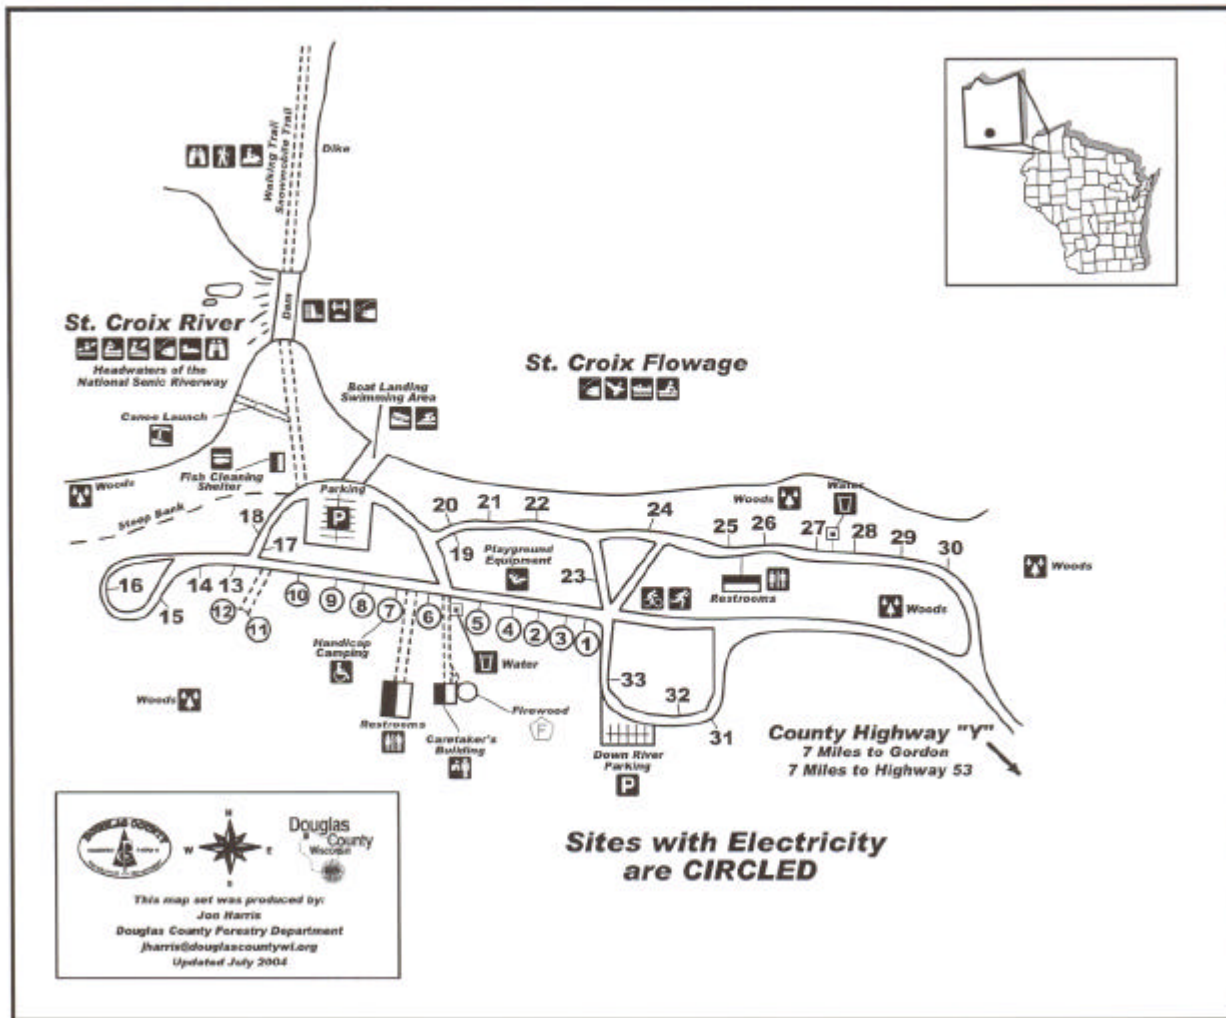 Walking Trail
Snowmobile Trail
Dike
Dam
St. Croix River
Headwaters of the
National Senic Riverway
St. Croix Flowage
Boat Landing
Swimming Area
Canoe Launch
Fish Cleaning
Shelter
Woods
Steep Bank
Parking
P
Woods
Water
Woods
18
17
20
21
22
19
Playground
Equipment
24
23
25
26
27
28
29
30
Restrooms
Woods
16
15
14
13
12
11
10
9
8
7
6
5
4
2
3
1
Handicap
Camping
Water
33
32
31
Woods
Restrooms
Caretaker's
Building
Firewood
F
Down River
Parking
P
County Highway "Y"
7 Miles to Gordon
7 Miles to Highway 53
Sites with Electricity
are CIRCLED
DOUGLAS COUNTY
N
W
E
S
Douglas
County
Wisconsin
This map set was produced by:
Jon Harris
Douglas County Forestry Department
jharris@douglascountywi.org
Updated July 2004